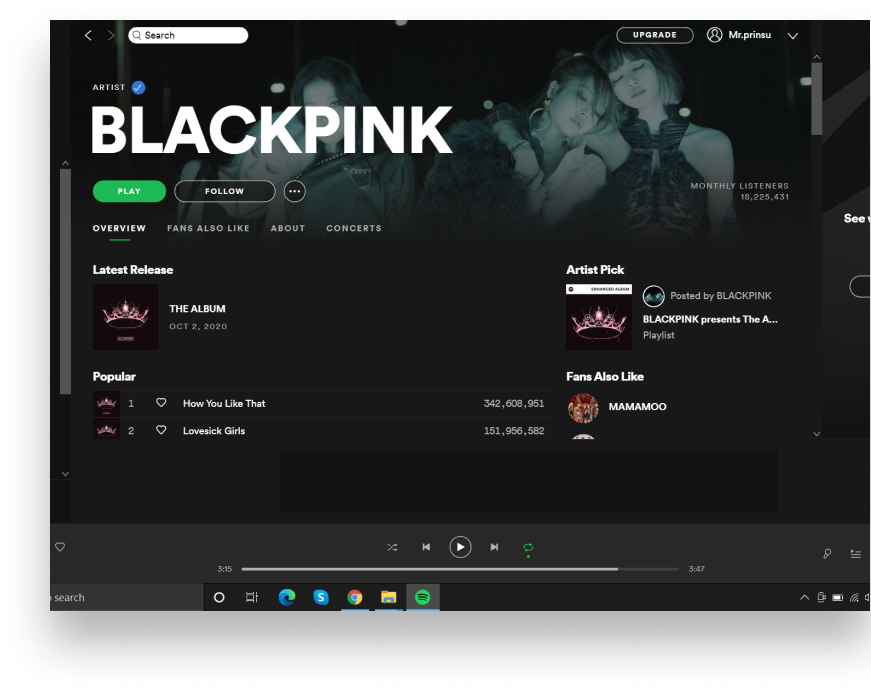 Search
UPGRADE
Mr.prinsu
ARTIST
BLACKPINK
PLAY
FOLLOW
MONTHLY LISTENERS
18,225,431
OVERVIEW
FANS ALSO LIKE
ABOUT
CONCERTS
See
Latest Release
THE ALBUM
OCT 2, 2020
Artist Pick
ENHANCED ALBUM
Posted by BLACKPINK
BLACKPINK presents The A...
Playlist
Popular
1 How You Like That 342,608,951
2 Lovesick Girls 151,956,582
Fans Also Like
MAMAMOO
3:15
3:47
search